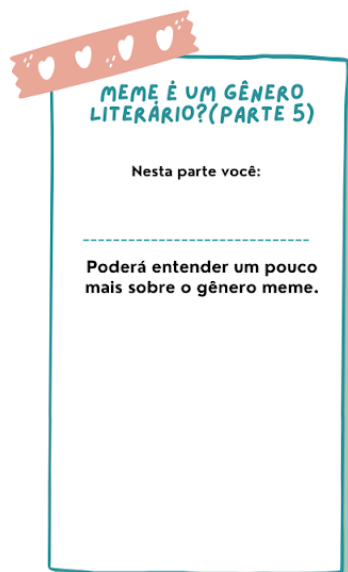 MEME É UM GÊNERO
LITERÁRIO?(PARTE 5)
Nesta parte você:
------------------------------
Poderá entender um pouco
mais sobre o gênero meme.